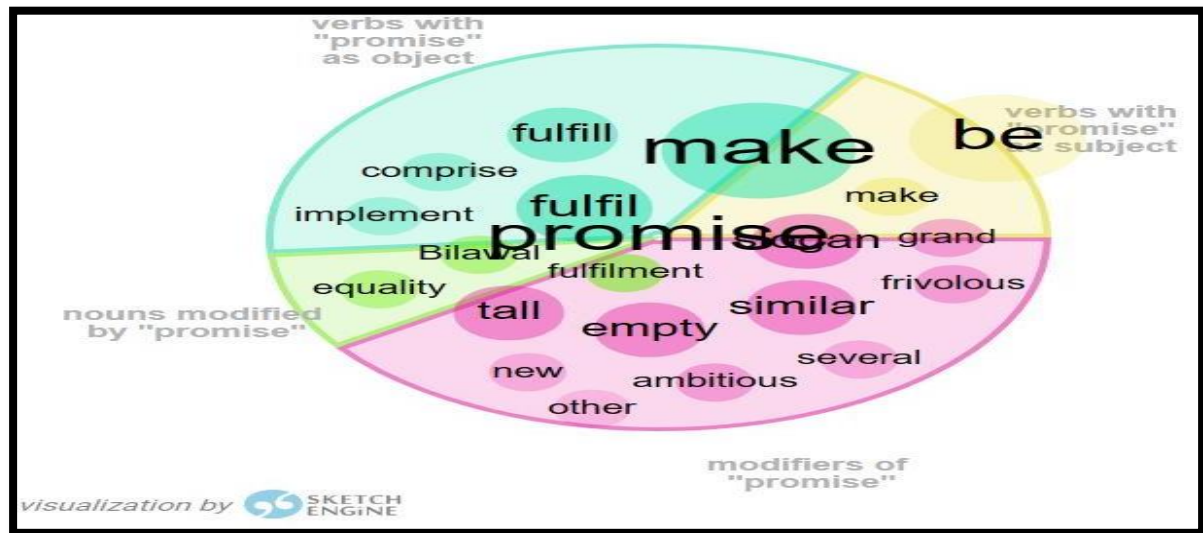 verbs with
"promise"
as object
verbs with
"promise"
as subject
make
be
fulfill
comprise
make
implement
fulfil
promise
slogan
grand
Bilawal
fulfilment
equality
frivolous
nouns modified
by "promise"
tall
empty
similar
new
ambitious
several
other
modifiers of
"promise"
visualization by
SKETCH
ENGINE